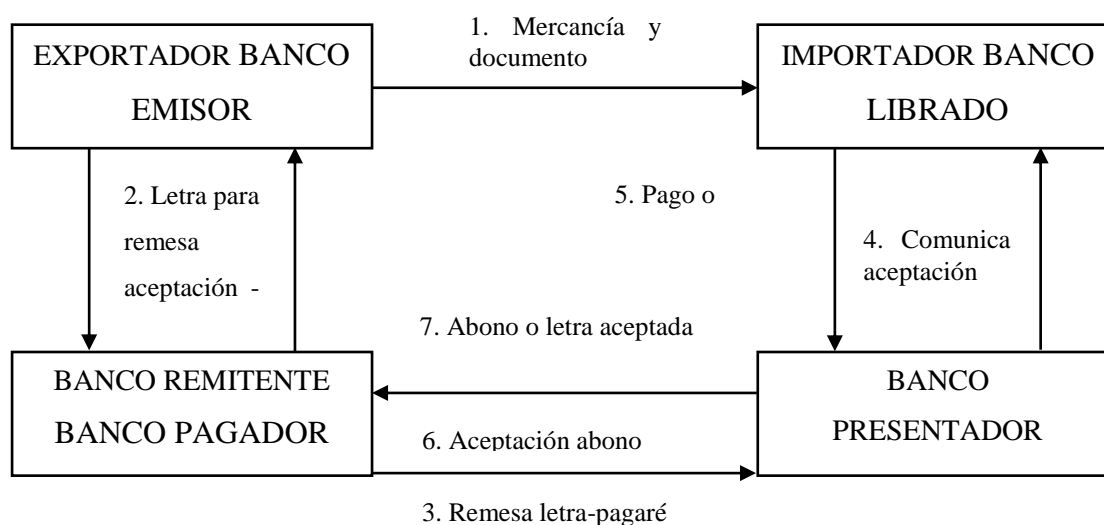 1. Mercancía y
documento
EXPORTADOR BANCO
EMISOR
IMPORTADOR BANCO
LIBRADO
2. Letra para
remesa
aceptación -
5. Pago o
4. Comunica
aceptación
7. Abono o letra aceptada
BANCO REMITENTE
BANCO PAGADOR
BANCO
PRESENTADOR
6. Aceptación abono
3. Remesa letra-pagaré